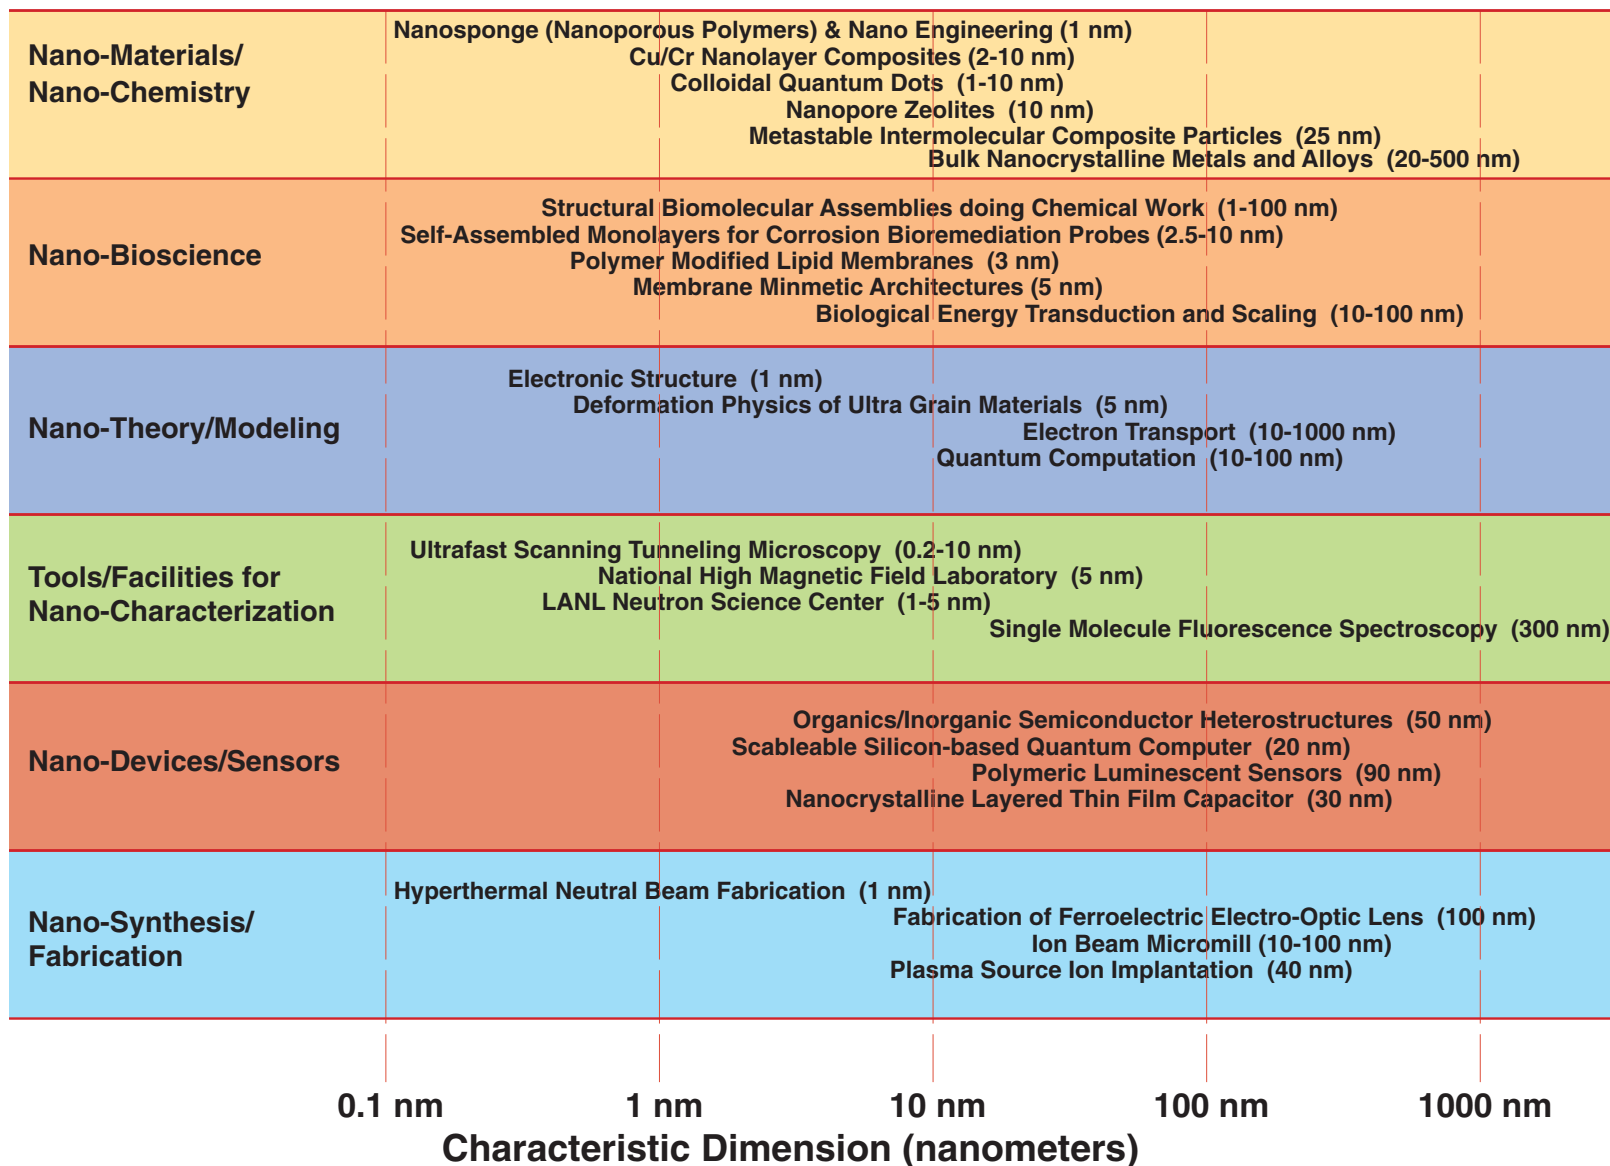 Nano-Materials/
Nano-Chemistry
Nanosponge (Nanoporous Polymers) & Nano Engineering (1 nm)
Cu/Cr Nanolayer Composites (2-10 nm)
Colloidal Quantum Dots (1-10 nm)
Nanopore Zeolites (10 nm)
Metastable Intermolecular Composite Particles (25 nm)
Bulk Nanocrystalline Metals and Alloys (20-500 nm)
Nano-Bioscience
Structural Biomolecular Assemblies doing Chemical Work (1-100 nm)
Self-Assembled Monolayers for Corrosion Bioremediation Probes (2.5-10 nm)
Polymer Modified Lipid Membranes (3 nm)
Membrane Minmetic Architectures (5 nm)
Biological Energy Transduction and Scaling (10-100 nm)
Nano-Theory/Modeling
Electronic Structure (1 nm)
Deformation Physics of Ultra Grain Materials (5 nm)
Electron Transport (10-1000 nm)
Quantum Computation (10-100 nm)
Tools/Facilities for
Nano-Characterization
Ultrafast Scanning Tunneling Microscopy (0.2-10 nm)
National High Magnetic Field Laboratory (5 nm)
LANL Neutron Science Center (1-5 nm)
Single Molecule Fluorescence Spectroscopy (300 nm)
Nano-Devices/Sensors
Organics/Inorganic Semiconductor Heterostructures (50 nm)
Scableable Silicon-based Quantum Computer (20 nm)
Polymeric Luminescent Sensors (90 nm)
Nanocrystalline Layered Thin Film Capacitor (30 nm)
Nano-Synthesis/
Fabrication
Hyperthermal Neutral Beam Fabrication (1 nm)
Fabrication of Ferroelectric Electro-Optic Lens (100 nm)
Ion Beam Micromill (10-100 nm)
Plasma Source Ion Implantation (40 nm)
0.1 nm 1 nm 10 nm 100 nm 1000 nm
Characteristic Dimension (nanometers)